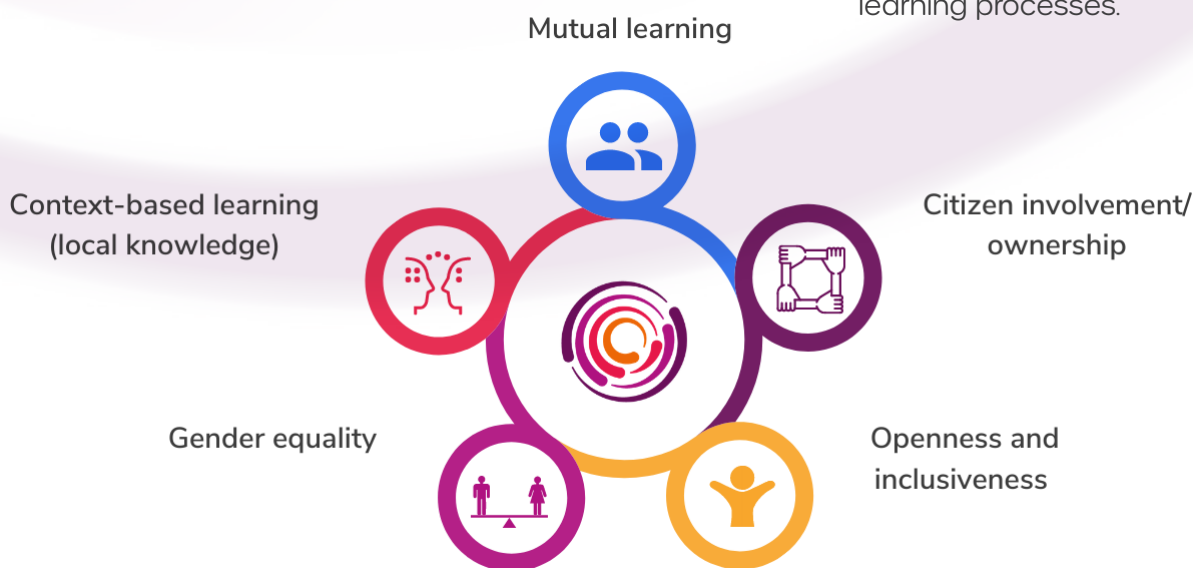 learning processes.
Mutual learning
Context-based learning
(local knowledge)
Citizen involvement/
ownership
Gender equality
Openness and
inclusiveness